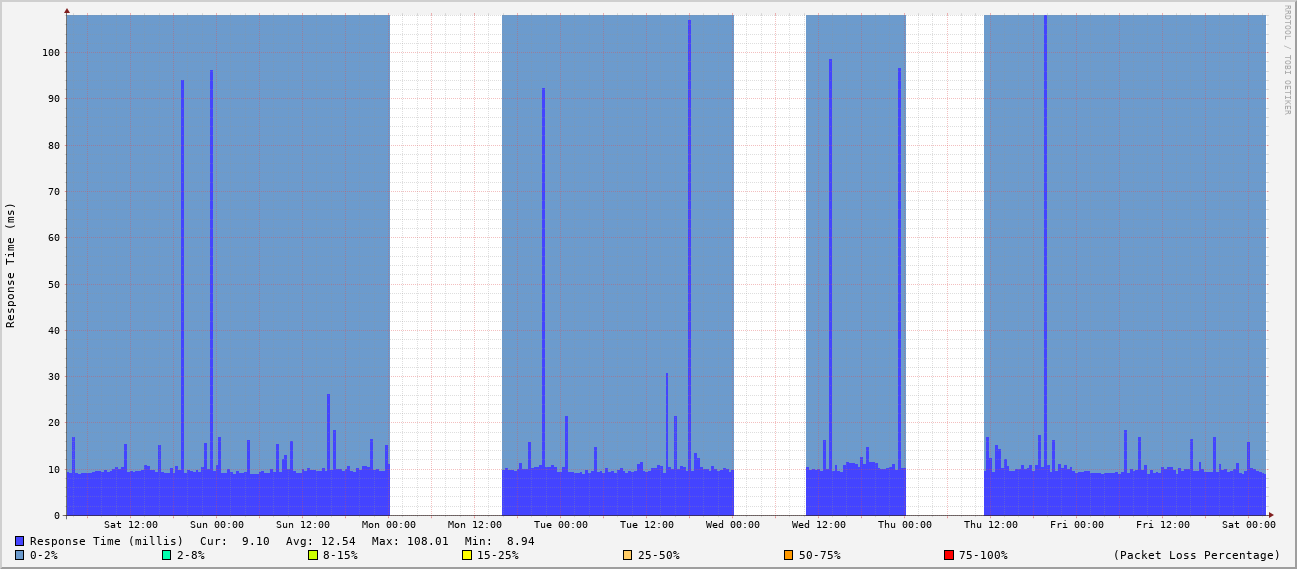 RRDTOOL / TOBI OETIKER
Response Time (ms)
100
90
80
70
60
50
40
30
20
10
0
Sat 12:00 Sun 00:00 Sun 12:00 Mon 00:00 Mon 12:00 Tue 00:00 Tue 12:00 Wed 00:00 Wed 12:00 Thu 00:00 Thu 12:00 Fri 00:00 Fri 12:00 Sat 00:00
Response Time (millis) Cur: 9.10 Avg: 12.54 Max: 108.01 Min: 8.94
0-2% 2-8% 8-15% 15-25% 25-50% 50-75% 75-100% (Packet Loss Percentage)